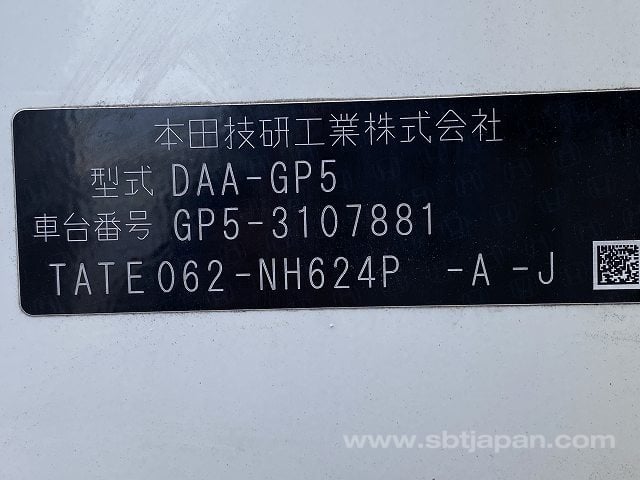 本田技研工業株式会社
型式 DAA-GP5
車台番号 GP5-3107881
TATE062-NH624P -A -J
www.sbtjapan.com